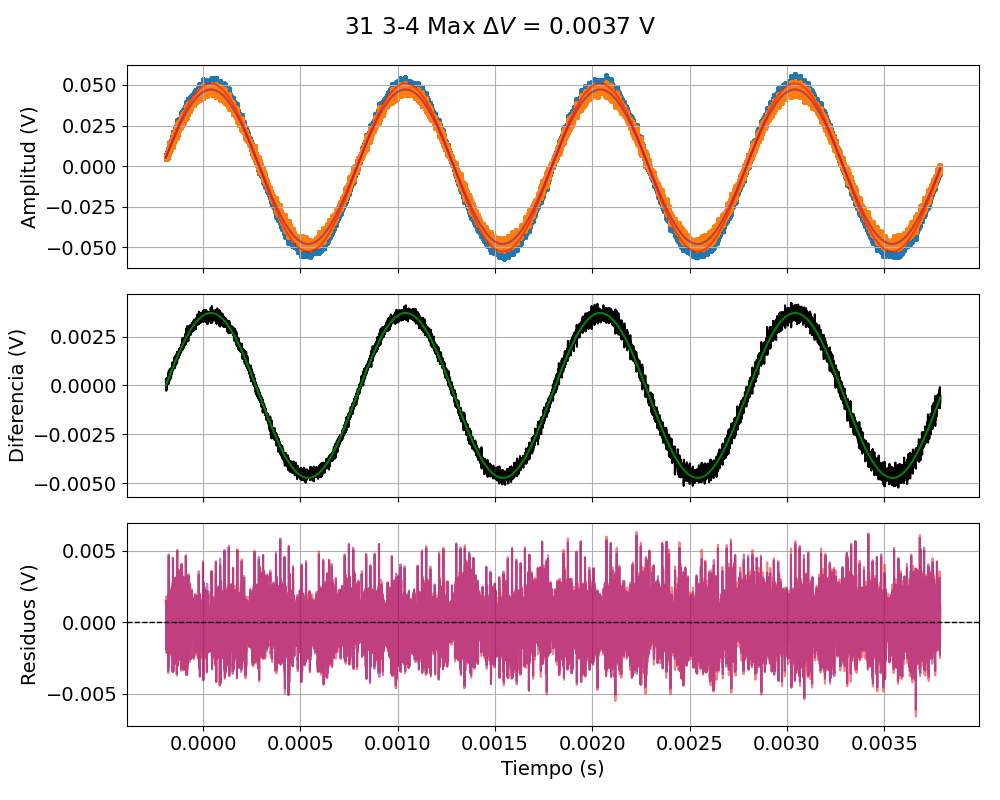 31 3-4 Max ΔV = 0.0037 V
Amplitud (V)
0.050
0.025
0.000
−0.025
−0.050
Diferencia (V)
0.0025
0.0000
−0.0025
−0.0050
Residuos (V)
0.005
0.000
−0.005
0.0000 0.0005 0.0010 0.0015 0.0020 0.0025 0.0030 0.0035
Tiempo (s)